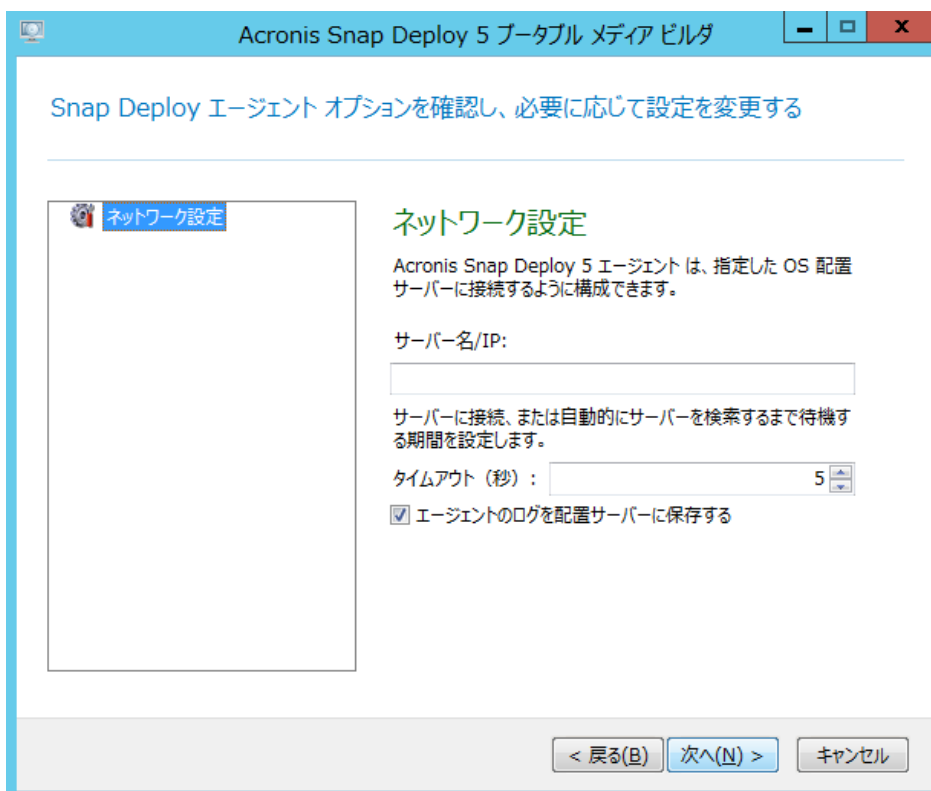 Acronis Snap Deploy 5 ブータブル メディア ビルダ
Snap Deploy エージェント オプションを確認し、必要に応じて設定を変更する
ネットワーク設定
ネットワーク設定
Acronis Snap Deploy 5 エージェント は、指定した OS 配置
サーバーに接続するように構成できます。
サーバー名/IP:
サーバーに接続、または自動的にサーバーを検索するまで待機す
る期間を設定します。
タイムアウト（秒）: 5
エージェントのログを配置サーバーに保存する
< 戻る(B) 次へ(N) > キャンセル